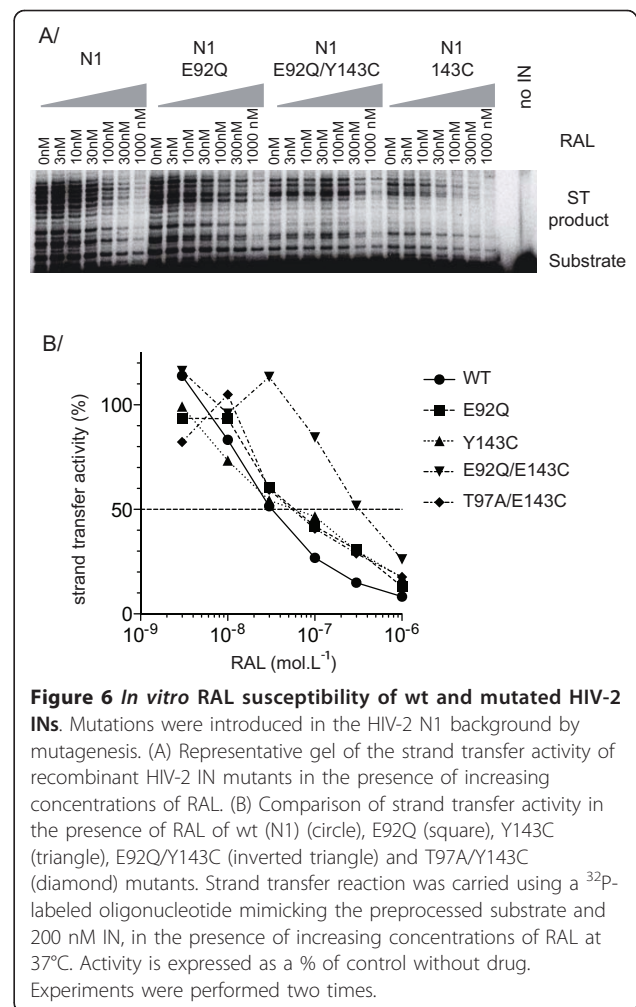 A/
N1
N1
E92Q
N1
E92Q/Y143C
N1
143C
no IN
0nM 3nM 10nM 30nM 100nM 300nM 1000 nM 0nM 3nM 10nM 30nM 100nM 300nM 1000 nM 0nM 3nM 10nM 30nM 100nM 300nM 1000 nM 0nM 3nM 10nM 30nM 100nM 300nM 1000 nM
RAL
ST
product
Substrate
B/
strand transfer activity (%)
100
50
0
10-9 10-8 10-7 10-6
RAL (mol.L-1)
WT
E92Q
Y143C
E92Q/E143C
T97A/E143C
Figure 6 In vitro RAL susceptibility of wt and mutated HIV-2
INs. Mutations were introduced in the HIV-2 N1 background by
mutagenesis. (A) Representative gel of the strand transfer activity of
recombinant HIV-2 IN mutants in the presence of increasing
concentrations of RAL. (B) Comparison of strand transfer activity in
the presence of RAL of wt (N1) (circle), E92Q (square), Y143C
(triangle), E92Q/Y143C (inverted triangle) and T97A/Y143C
(diamond) mutants. Strand transfer reaction was carried using a 32P-
labeled oligonucleotide mimicking the preprocessed substrate and
200 nM IN, in the presence of increasing concentrations of RAL at
37°C. Activity is expressed as a % of control without drug.
Experiments were performed two times.